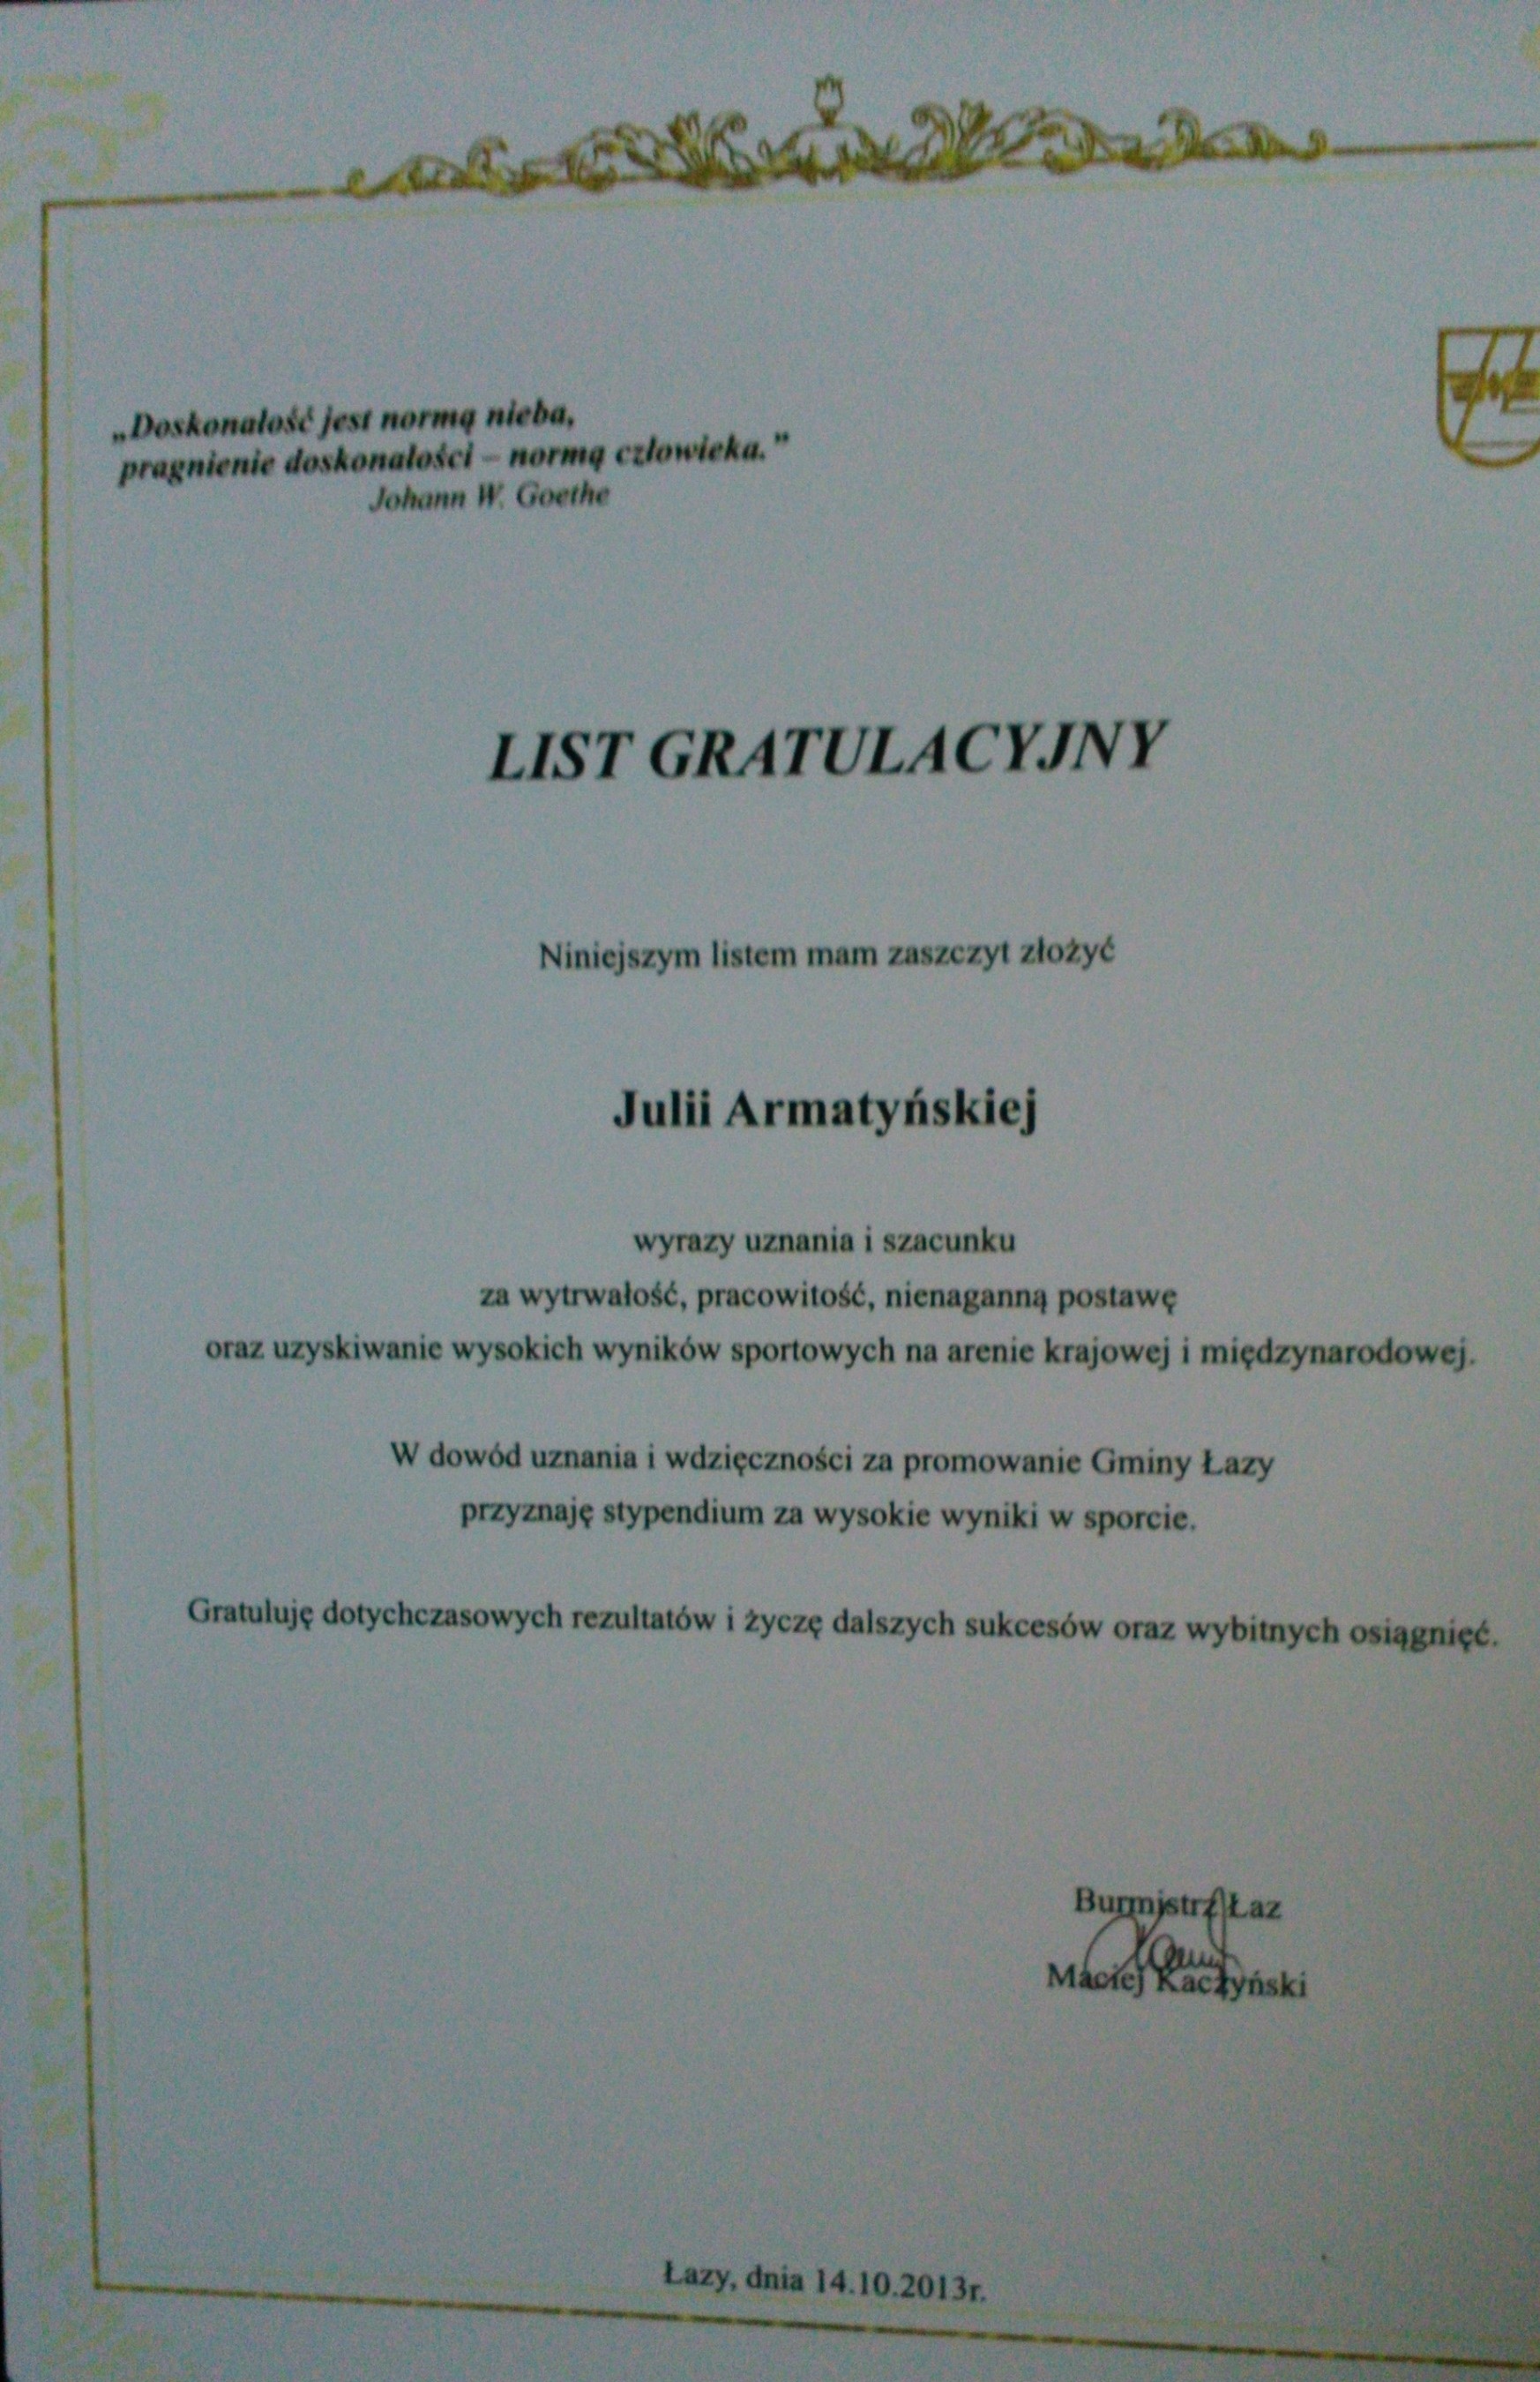 „Doskonałość jest normą nieba,
pragnienie doskonałości – normą człowieka."
Johann W. Goethe
LIST GRATULACYJNY
Niniejszym listem mam zaszczyt złożyć
Julii Armatyńskiej
wyrazy uznania i szacunku
za wytrwałość, pracowitość, nienaganną postawę
oraz uzyskiwanie wysokich wyników sportowych na arenie krajowej i międzynarodowej.
W dowód uznania i wdzięczności za promowanie Gminy Łazy
przyznaję stypendium za wysokie wyniki w sporcie.
Gratuluję dotychczasowych rezultatów i życzę dalszych sukcesów oraz wybitnych osiągnięć.
Burmistrz Łaz
Maciej Kaczyński
Łazy, dnia 14.10.2013r.